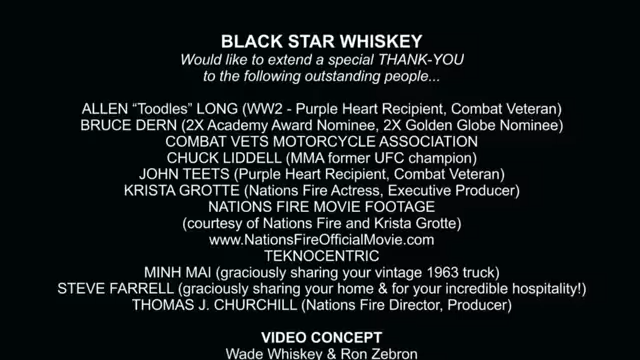 BLACK STAR WHISKEY
Would like to extend a special THANK-YOU
to the following outstanding people...
ALLEN “Toodles” LONG (WW2 - Purple Heart Recipient, Combat Veteran)
BRUCE DERN (2X Academy Award Nominee, 2X Golden Globe Nominee)
COMBAT VETS MOTORCYCLE ASSOCIATION
CHUCK LIDDELL (MMA former UFC champion)
JOHN TEETS (Purple Heart Recipient, Combat Veteran)
KRISTA GROTTE (Nations Fire Actress, Executive Producer)
NATIONS FIRE MOVIE FOOTAGE
(courtesy of Nations Fire and Krista Grotte)
www.NationsFireOfficialMovie.com
TEKNOCENTRIC
MINH MAI (graciously sharing your vintage 1963 truck)
STEVE FARRELL (graciously sharing your home & for your incredible hospitality!)
THOMAS J. CHURCHILL (Nations Fire Director, Producer)
VIDEO CONCEPT
Wade Whiskey & Ron Zebron